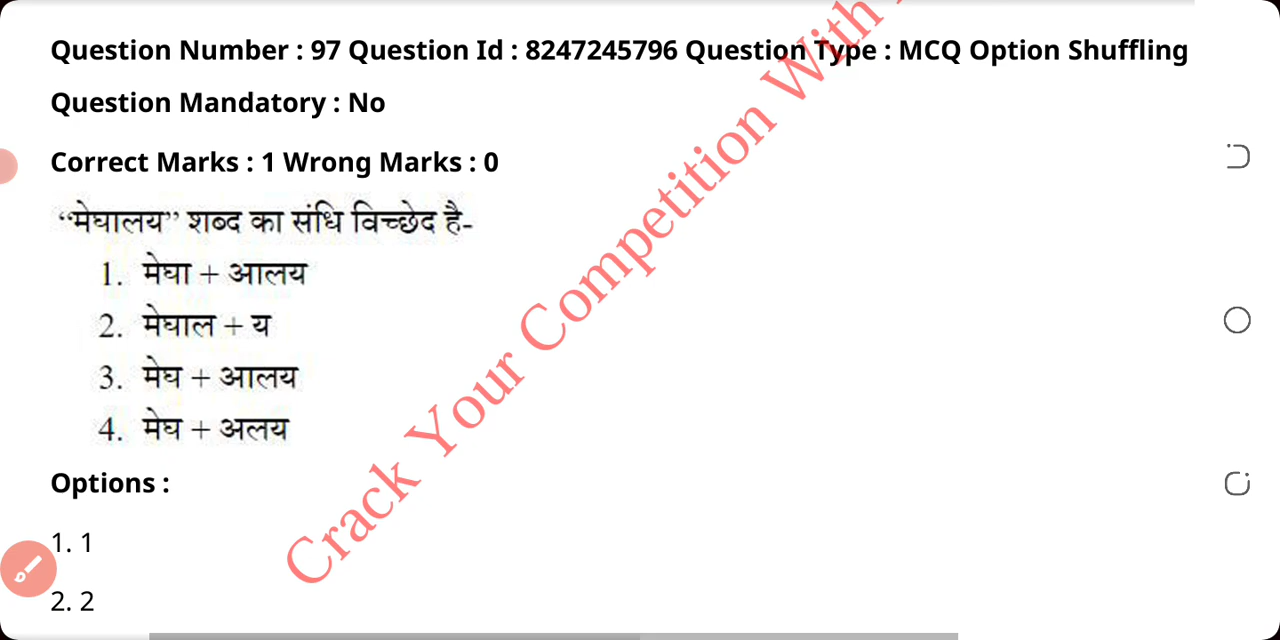 Question Number : 97 Question Id : 8247245796 Question Type : MCQ Option Shuffling
Question Mandatory : No
Correct Marks : 1 Wrong Marks : 0
“मेघालय” शब्द का संधि विच्छेद है-
1. मेघा + आलय
2. मेघाल + य
3. मेघ + आलय
4. मेघ + अलय
Options :
1. 1
2. 2
Crack Your Competition With